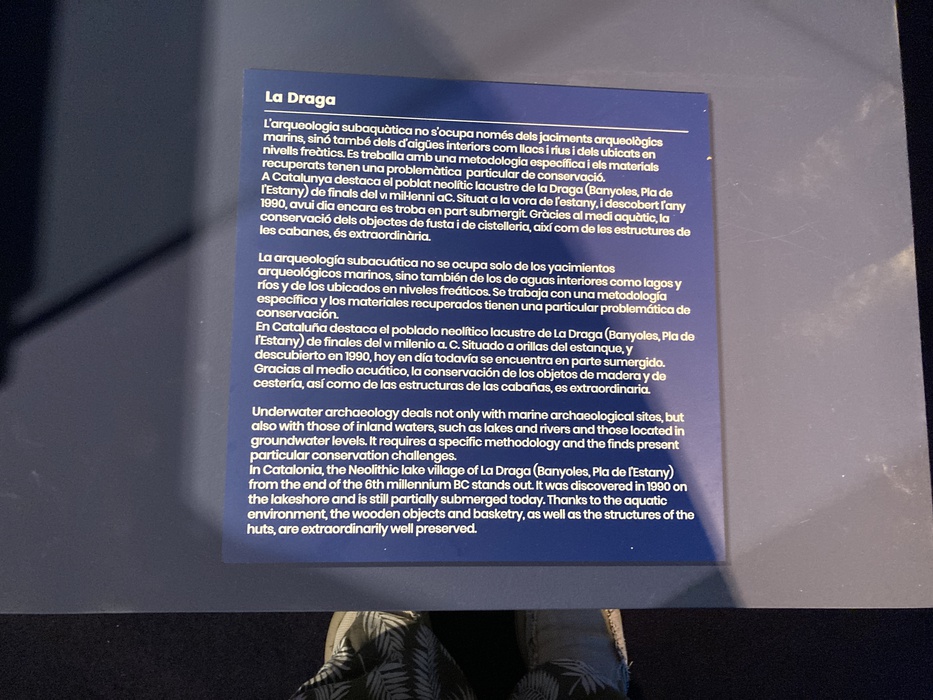 La Draga
L'arqueologia subaquàtica no s'ocupa només dels jaciments arqueològics
marins, sinó també dels d'aigües interiors com llacs i rius i dels ubicats en
nivells freàtics. Es treballa amb una metodologia específica i els materials
recuperats tenen una problemàtica particular de conservació.
A Catalunya destaca el poblat neolític lacustre de la Draga (Banyoles, Pla de
l'Estany) de finals del VI mil·lenni aC. Situat a la vora de l'estany, i descobert l'any
1990, avui dia encara es troba en part submergit. Gràcies al medi aquàtic, la
conservació dels objectes de fusta i de cistelleria, així com de les estructures de
les cabanes, és extraordinària.
La arqueología subacuática no se ocupa solo de los yacimientos
arqueológicos marinos, sino también de los de aguas interiores como lagos y
ríos y de los ubicados en niveles freáticos. Se trabaja con una metodología
específica y los materiales recuperados tienen una particular problemática de
conservación.
En Cataluña destaca el poblado neolítico lacustre de La Draga (Banyoles, Pla de
l'Estany) de finales del VI milenio a. C. Situado a orillas del estanque, y
descubierto en 1990, hoy en día todavía se encuentra en parte sumergido.
Gracias al medio acuático, la conservación de los objetos de madera y de
cestería, así como de las estructuras de las cabañas, es extraordinaria.
Underwater archaeology deals not only with marine archaeological sites, but
also with those of inland waters, such as lakes and rivers and those located in
groundwater levels. It requires a specific methodology and the finds present
particular conservation challenges.
In Catalonia, the Neolithic lake village of La Draga (Banyoles, Pla de l'Estany)
from the end of the 6th millennium BC stands out. It was discovered in 1990 on
the lakeshore and is still partially submerged today. Thanks to the aquatic
environment, the wooden objects and basketry, as well as the structures of the
huts, are extraordinarily well preserved.